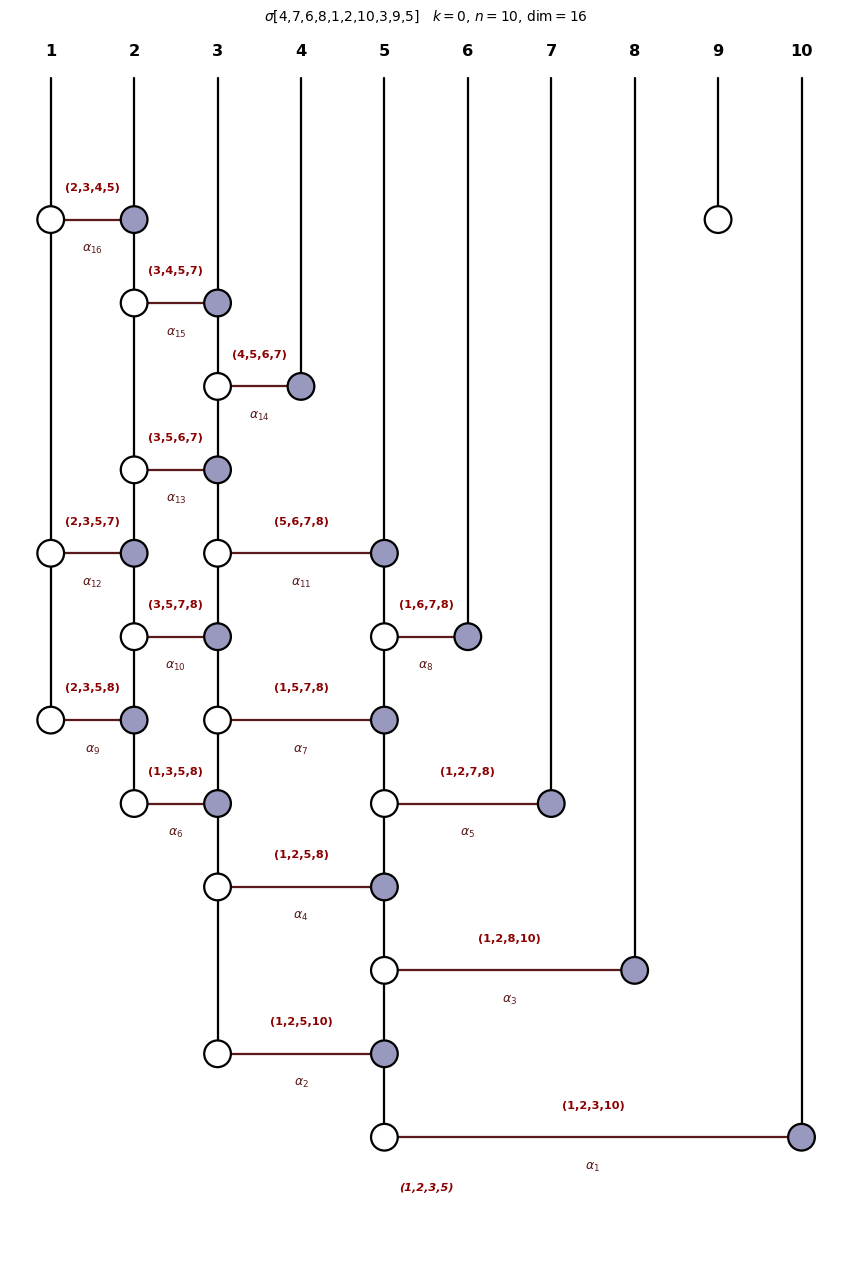 σ[4,7,6,8,1,2,10,3,9,5]   k=0, n=10, dim=16
1 2 3 4 5 6 7 8 9 10
(2,3,4,5)
α₁₆
(3,4,5,7)
α₁₅
(4,5,6,7)
α₁₄
(3,5,6,7)
α₁₃
(2,3,5,7) (5,6,7,8)
α₁₂ α₁₁
(3,5,7,8) (1,6,7,8)
α₁₀ α₈
(2,3,5,8) (1,5,7,8)
α₉ α₇
(1,3,5,8) (1,2,7,8)
α₆ α₅
(1,2,5,8)
α₄
(1,2,8,10)
α₃
(1,2,5,10)
α₂
(1,2,3,10)
α₁
(1,2,3,5)